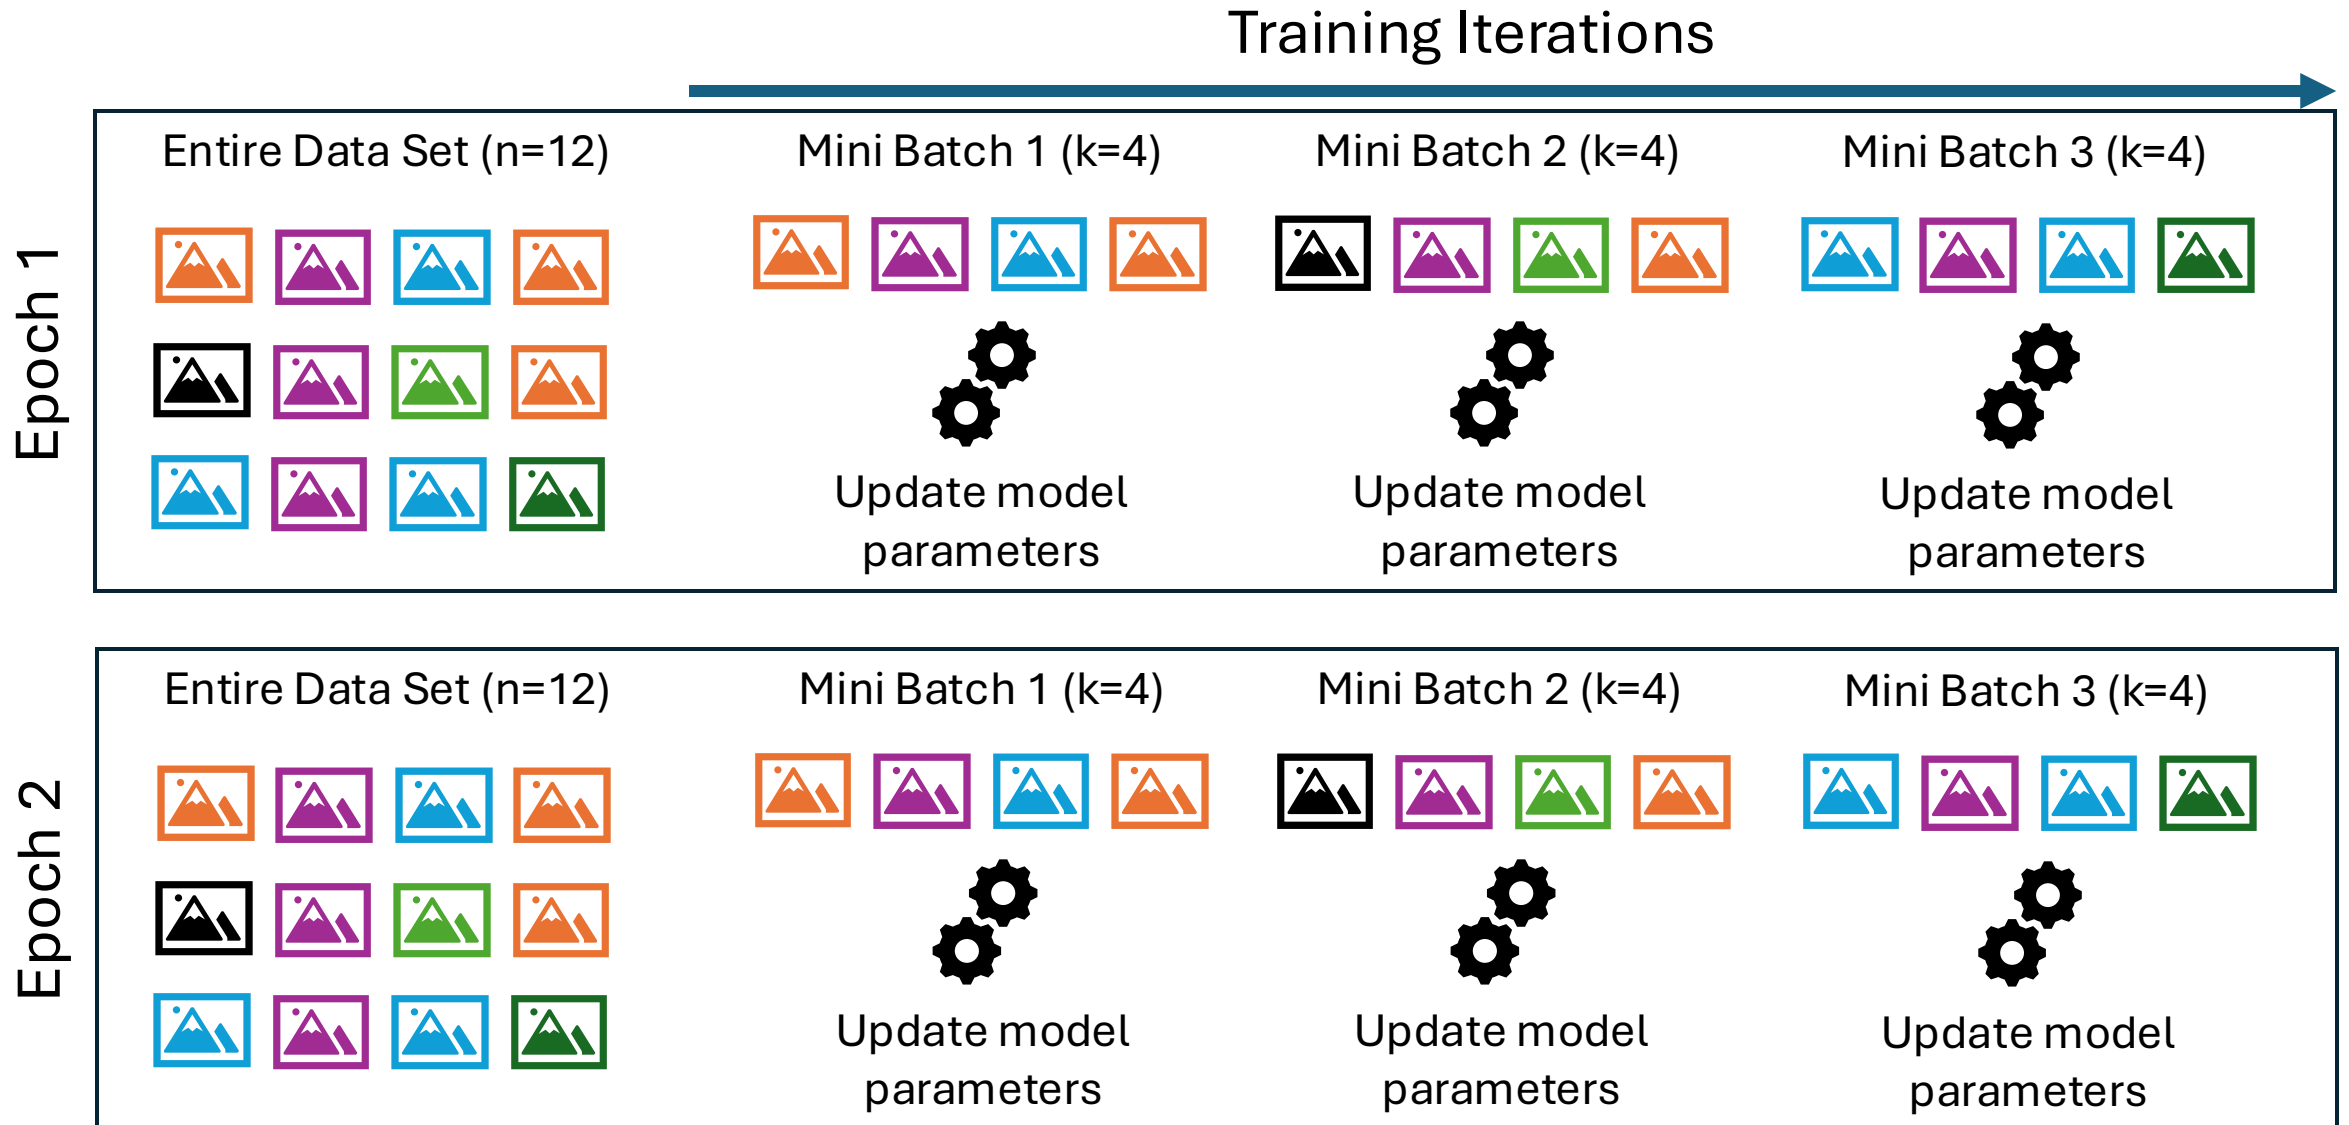 Training Iterations
Epoch 1
Entire Data Set (n=12)
Mini Batch 1 (k=4)
Mini Batch 2 (k=4)
Mini Batch 3 (k=4)
Update model
parameters
Update model
parameters
Update model
parameters
Epoch 2
Entire Data Set (n=12)
Mini Batch 1 (k=4)
Mini Batch 2 (k=4)
Mini Batch 3 (k=4)
Update model
parameters
Update model
parameters
Update model
parameters